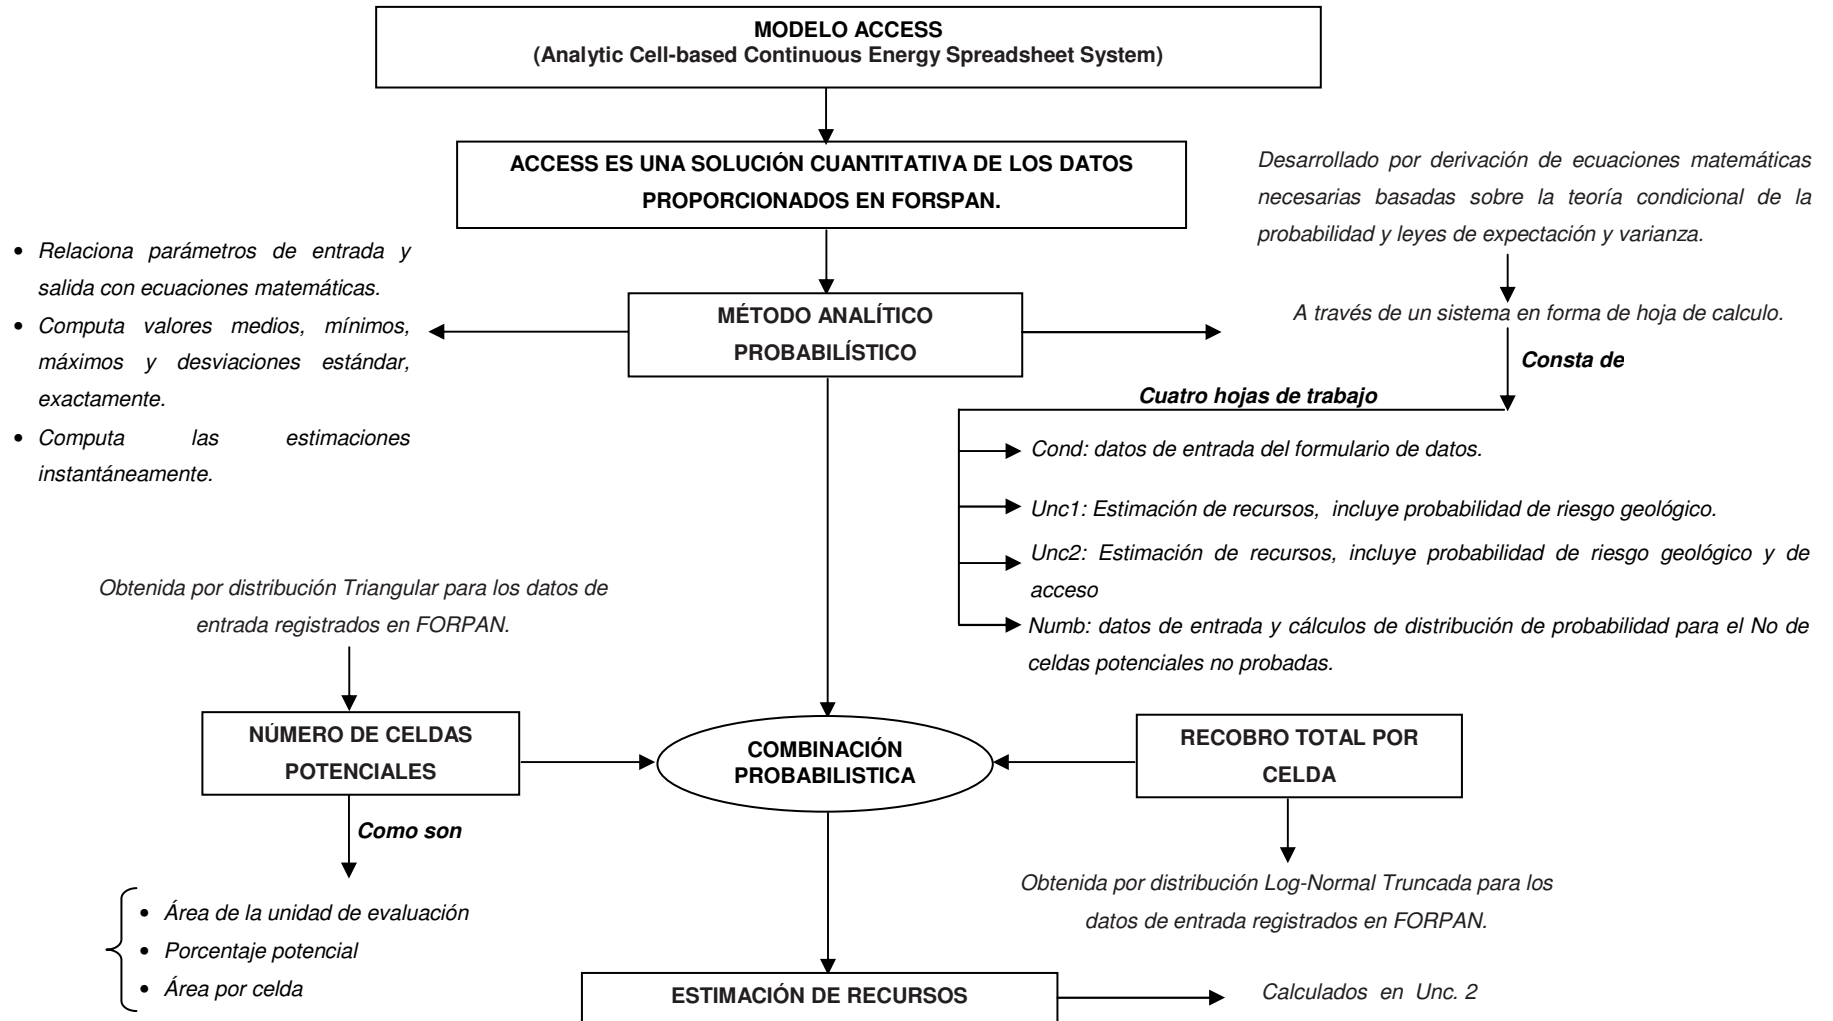 MODELO ACCESS
(Analytic Cell-based Continuous Energy Spreadsheet System)
ACCESS ES UNA SOLUCIÓN CUANTITATIVA DE LOS DATOS
PROPORCIONADOS EN FORSPAN.
Desarrollado por derivación de ecuaciones matemáticas
necesarias basadas sobre la teoría condicional de la
probabilidad y leyes de expectación y varianza.
• Relaciona parámetros de entrada y
salida con ecuaciones matemáticas.
• Computa valores medios, mínimos,
máximos y desviaciones estándar,
exactamente.
• Computa las estimaciones
instantáneamente.
MÉTODO ANALÍTICO
PROBABILÍSTICO
A través de un sistema en forma de hoja de calculo.
Consta de
Cuatro hojas de trabajo
Cond: datos de entrada del formulario de datos.
Unc1: Estimación de recursos, incluye probabilidad de riesgo geológico.
Unc2: Estimación de recursos, incluye probabilidad de riesgo geológico y de
acceso
Numb: datos de entrada y cálculos de distribución de probabilidad para el No de
celdas potenciales no probadas.
Obtenida por distribución Triangular para los datos de
entrada registrados en FORPAN.
NÚMERO DE CELDAS
POTENCIALES
COMBINACIÓN
PROBABILISTICA
RECOBRO TOTAL POR
CELDA
Como son
• Área de la unidad de evaluación
• Porcentaje potencial
• Área por celda
Obtenida por distribución Log-Normal Truncada para los
datos de entrada registrados en FORPAN.
ESTIMACIÓN DE RECURSOS
Calculados en Unc. 2